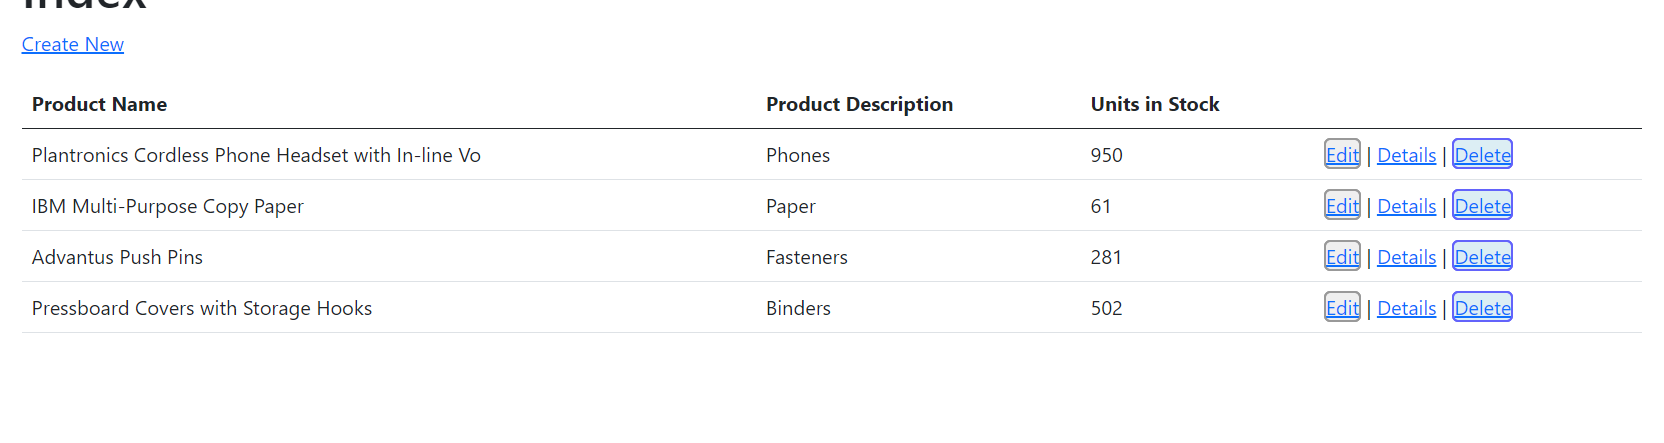 Index
Create New
Product Name Product Description Units in Stock
Plantronics Cordless Phone Headset with In-line Vo Phones 950 Edit | Details | Delete
IBM Multi-Purpose Copy Paper Paper 61 Edit | Details | Delete
Advantus Push Pins Fasteners 281 Edit | Details | Delete
Pressboard Covers with Storage Hooks Binders 502 Edit | Details | Delete